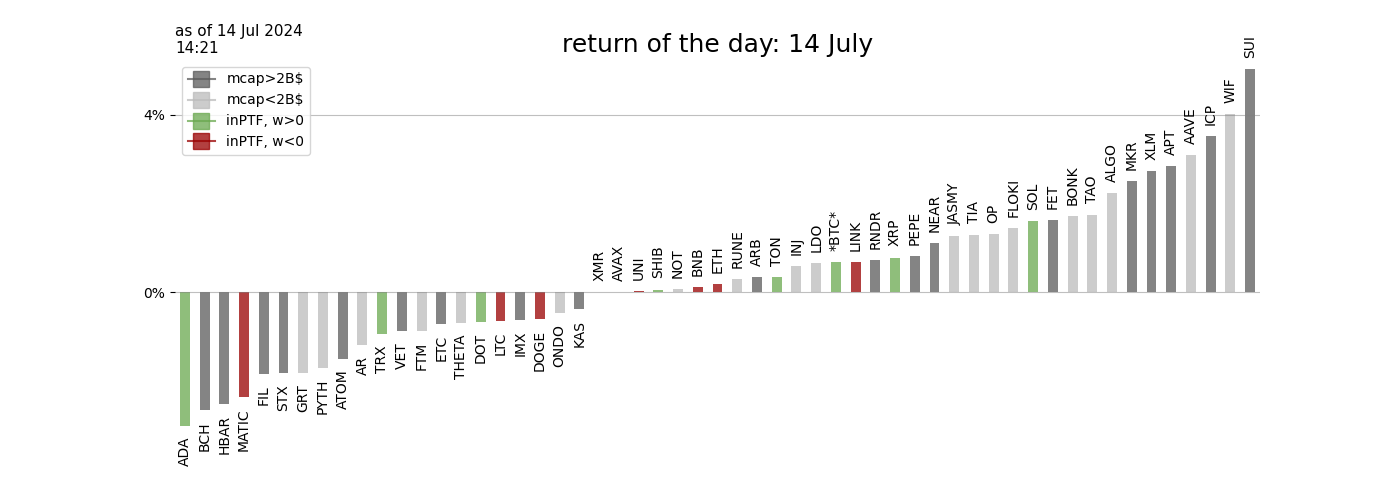 as of 14 Jul 2024
14:21
return of the day: 14 July
mcap>2B$
mcap<2B$
inPTF, w>0
inPTF, w<0
4%
0%
ADA
BCH
HBAR
MATIC
FIL
STX
GRT
PYTH
ATOM
AR
TRX
VET
FTM
ETC
THETA
DOT
LTC
IMX
DOGE
ONDO
KAS
XMR
AVAX
UNI
SHIB
NOT
BNB
ETH
RUNE
ARB
TON
INJ
LDO
*BTC*
LINK
RNDR
XRP
PEPE
NEAR
JASMY
TIA
OP
FLOKI
SOL
FET
BONK
TAO
ALGO
MKR
XLM
APT
AAVE
ICP
WIF
SUI